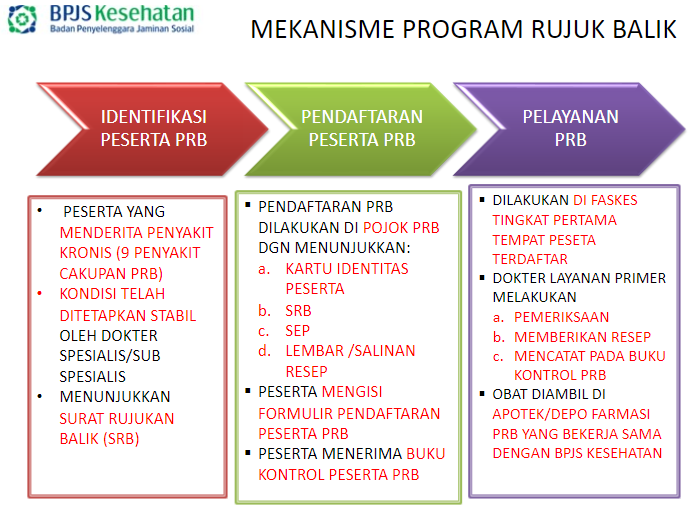 BPJS Kesehatan
Badan Penyelenggara Jaminan Sosial
MEKANISME PROGRAM RUJUK BALIK
IDENTIFIKASI
PESERTA PRB
• PESERTA YANG
MENDERITA PENYAKIT
KRONIS (9 PENYAKIT
CAKUPAN PRB)
• KONDISI TELAH
DITETAPKAN STABIL
OLEH DOKTER
SPESIALIS/SUB
SPESIALIS
• MENUNJUKKAN
SURAT RUJUKAN
BALIK (SRB)
PENDAFTARAN
PESERTA PRB
▪ PENDAFTARAN PRB
DILAKUKAN DI POJOK PRB
DGN MENUNJUKKAN:
a. KARTU IDENTITAS
PESERTA
b. SRB
c. SEP
d. LEMBAR /SALINAN
RESEP
▪ PESERTA MENGISI
FORMULIR PENDAFTARAN
PESERTA PRB
▪ PESERTA MENERIMA BUKU
KONTROL PESERTA PRB
PELAYANAN
PRB
▪ DILAKUKAN DI FASKES
TINGKAT PERTAMA
TEMPAT PESETA
TERDAFTAR
▪ DOKTER LAYANAN PRIMER
MELAKUKAN
a. PEMERIKSAAN
b. MEMBERIKAN RESEP
c. MENCATAT PADA BUKU
KONTROL PRB
▪ OBAT DIAMBIL DI
APOTEK/DEPO FARMASI
PRB YANG BEKERJA SAMA
DENGAN BPJS KESEHATAN